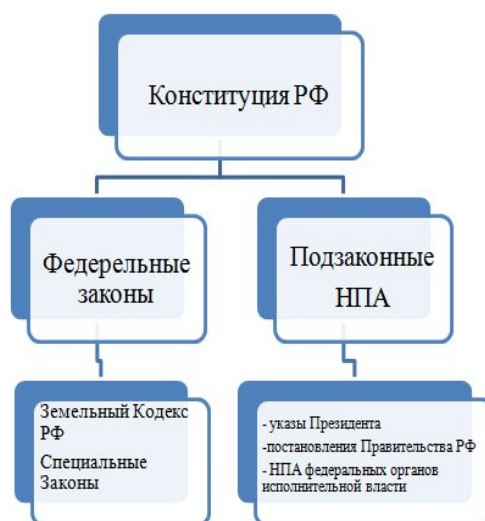 Конституция РФ
Федерельные
законы
Подзаконные
НПА
Земельный Кодекс
РФ
Специальные
Законы
- указы Президента
-постановления Правительства РФ
- НПА федеральных органов
исполнительной власти